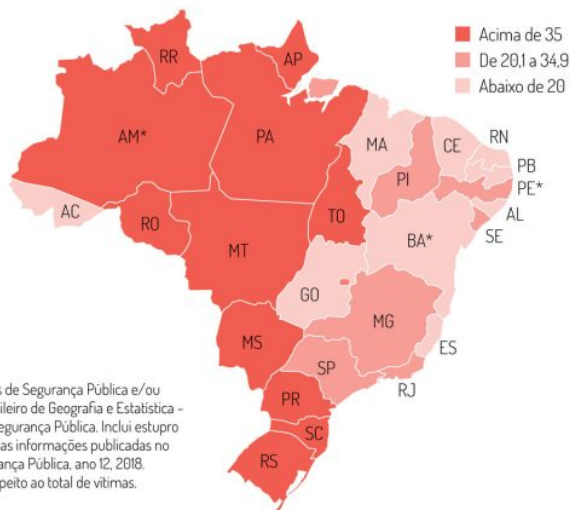 Acima de 35
De 20,1 a 34,9
Abaixo de 20
RR
AP
AM*
PA
MA
CE
RN
PB
PE*
PI
AL
SE
AC
RO
TO
MT
BA*
GO
MG
ES
MS
SP
RJ
PR
SC
RS
s de Segurança Pública e/ou
ileiro de Geografia e Estatística –
egurança Pública. Inclui estupro
as informações publicadas no
rança Pública, ano 12, 2018.
peito ao total de vítimas.